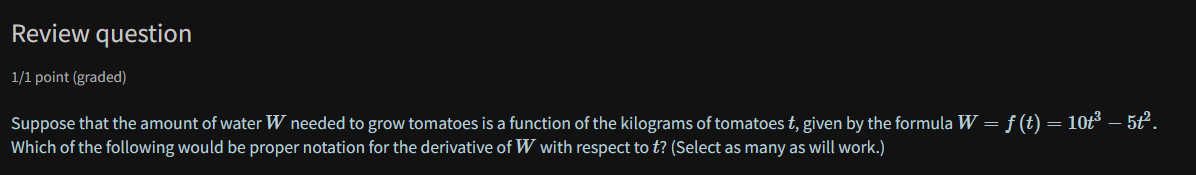 Review question
1/1 point (graded)
Suppose that the amount of water W needed to grow tomatoes is a function of the kilograms of tomatoes t, given by the formula W = f (t) = 10t³ − 5t².
Which of the following would be proper notation for the derivative of W with respect to t? (Select as many as will work.)